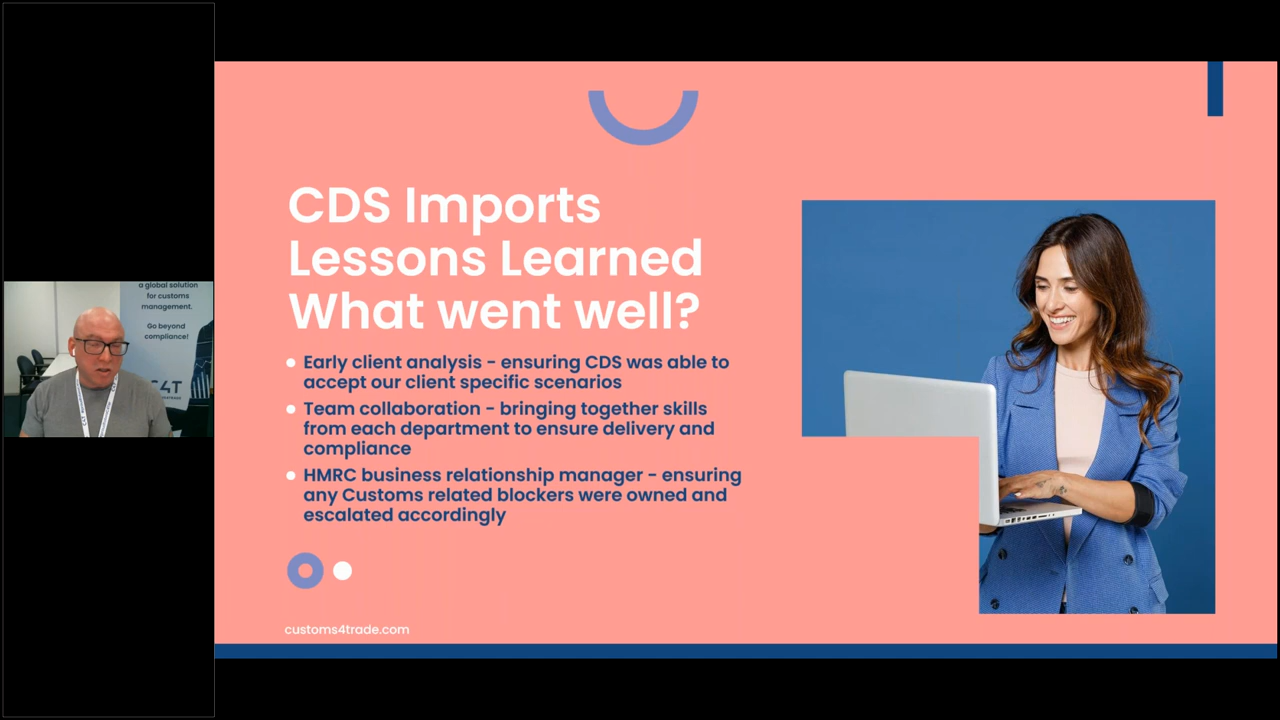 a global solution
for customs
management.
Go beyond
compliance!
CDS Imports
Lessons Learned
What went well?
Early client analysis - ensuring CDS was able to
accept our client specific scenarios
Team collaboration - bringing together skills
from each department to ensure delivery and
compliance
HMRC business relationship manager - ensuring
any Customs related blockers were owned and
escalated accordingly
customs4trade.com